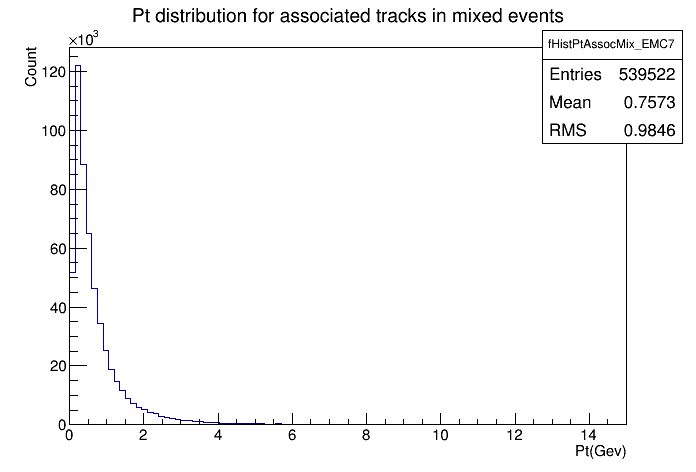 Pt distribution for associated tracks in mixed events
×10³
Count
fHistPtAssocMix_EMC7
Entries 539522
Mean 0.7573
RMS 0.9846
120
100
80
60
40
20
0
0 2 4 6 8 10 12 14
Pt(Gev)